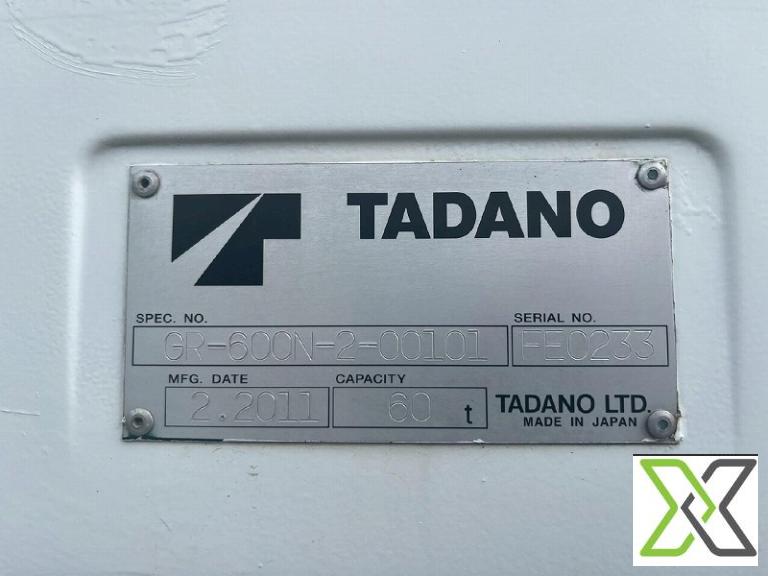 TADANO
SPEC. NO. SERIAL NO.
GR-600N-2-00101 FE0233
MFG. DATE CAPACITY
2.2011 60 t TADANO LTD.
MADE IN JAPAN